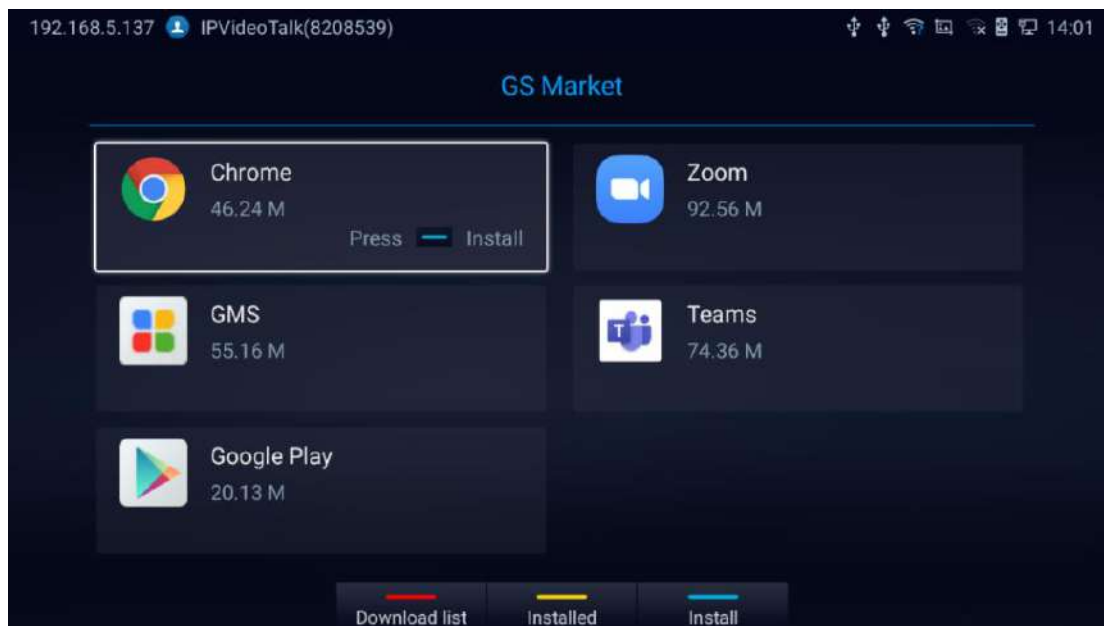 192.168.5.137 IPVideoTalk(8208539) 14:01
GS Market
Chrome
46.24 M
Press Install
Zoom
92.56 M
GMS
55.16 M
Teams
74.36 M
Google Play
20.13 M
Download list Installed Install